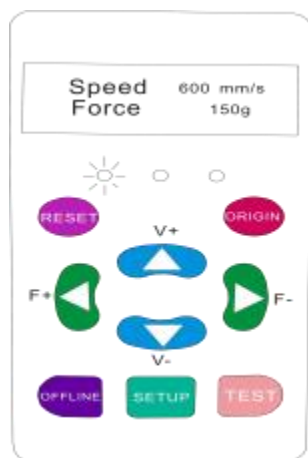 Speed 600 mm/s
Force 150g
RESET
ORIGIN
V+
F+
F-
V-
OFFLINE
SETUP
TEST